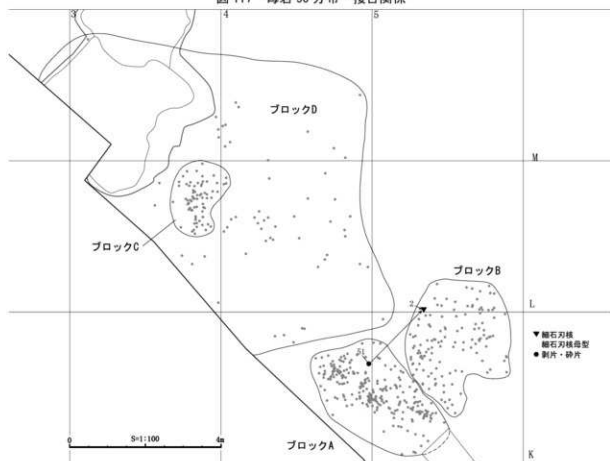 3
4
5
ブロックD
M
ブロックC
ブロックB
2
L
▼細石刃核
細石刃核母型
●剥片・砕片
51
0
S=1:100
4m
ブロックA
K